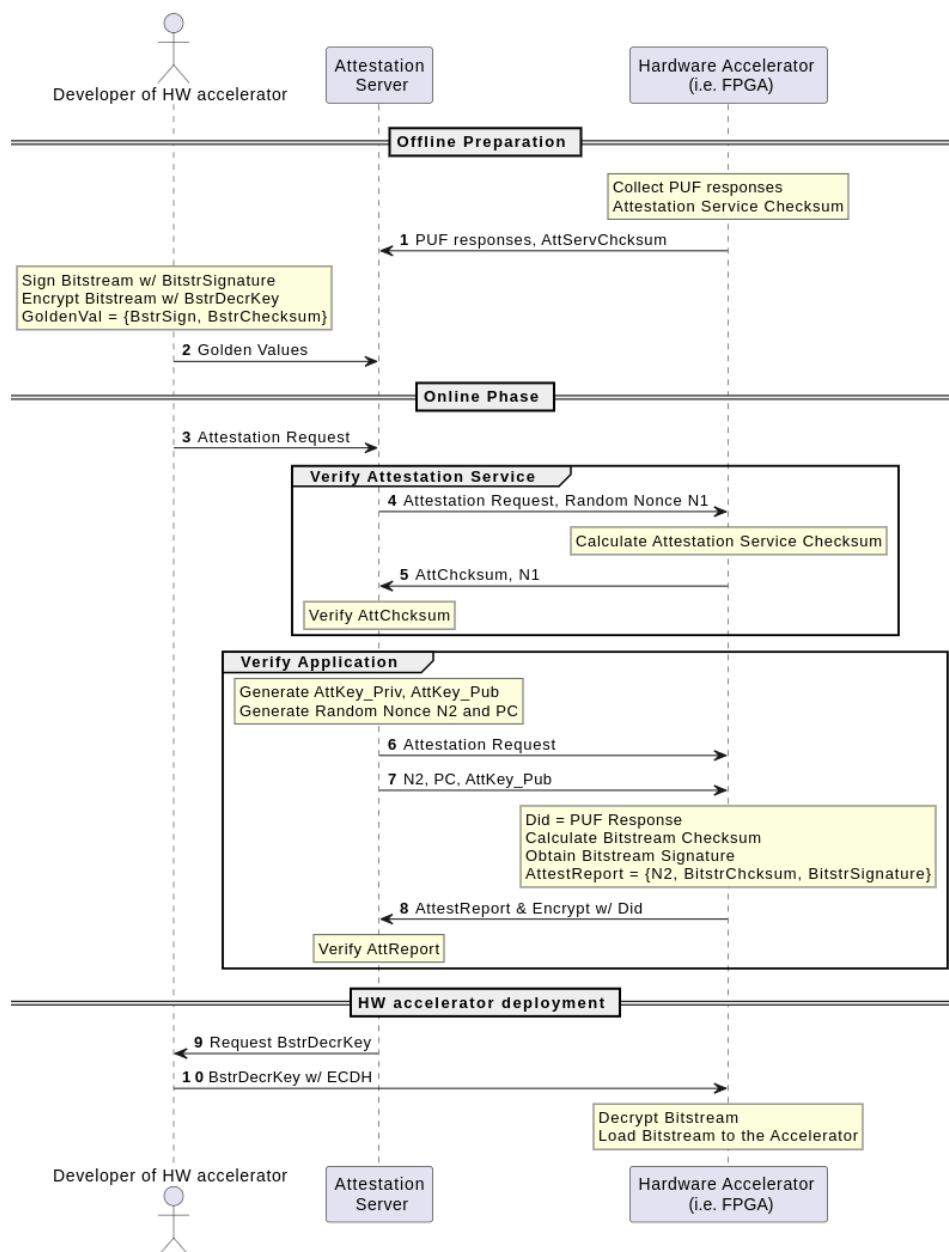 Developer of HW accelerator
Attestation
Server
Hardware Accelerator
(i.e. FPGA)
Offline Preparation
Collect PUF responses
Attestation Service Checksum
1 PUF responses, AttServChcksum
Sign Bitstream w/ BitstrSignature
Encrypt Bitstream w/ BstrDecrKey
GoldenVal = {BstrSign, BstrChecksum}
2 Golden Values
Online Phase
3 Attestation Request
Verify Attestation Service
4 Attestation Request, Random Nonce N1
Calculate Attestation Service Checksum
5 AttChcksum, N1
Verify AttChcksum
Verify Application
Generate AttKey_Priv, AttKey_Pub
Generate Random Nonce N2 and PC
6 Attestation Request
7 N2, PC, AttKey_Pub
Did = PUF Response
Calculate Bitstream Checksum
Obtain Bitstream Signature
AttestReport = {N2, BitstrChcksum, BitstrSignature}
8 AttestReport & Encrypt w/ Did
Verify AttReport
HW accelerator deployment
9 Request BstrDecrKey
10 BstrDecrKey w/ ECDH
Decrypt Bitstream
Load Bitstream to the Accelerator
Developer of HW accelerator
Attestation
Server
Hardware Accelerator
(i.e. FPGA)